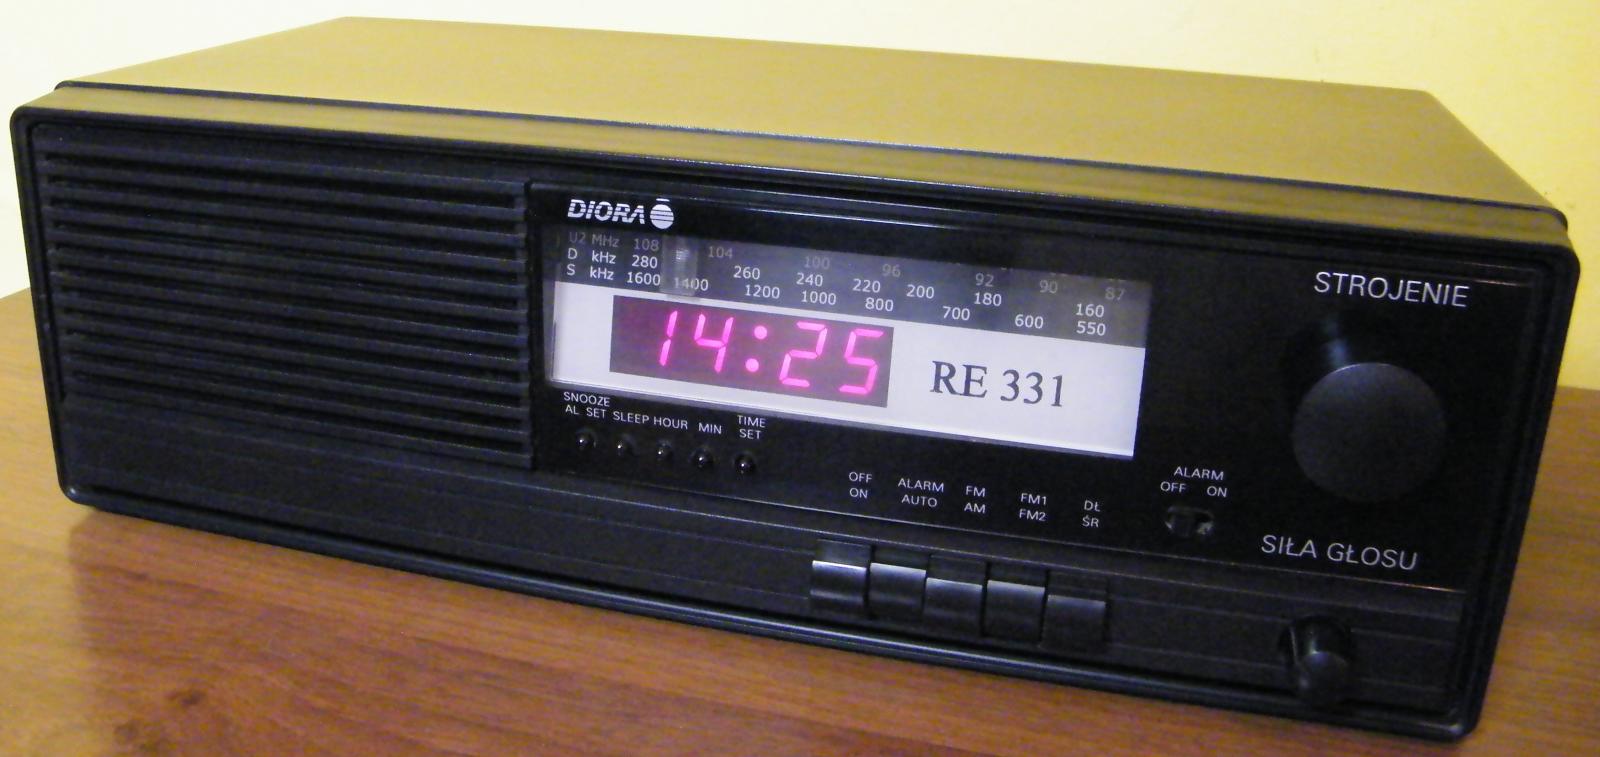 DIORA
U2 MHz 108 104 100 96 92 90 87
D kHz 280 260 240 220 200 180 160
S kHz 1600 1400 1200 1000 800 700 600 550
14:25
RE 331
STROJENIE
SNOOZE
AL SET SLEEP HOUR MIN TIME SET
OFF ALARM FM FM1 DŁ
ON AUTO AM FM2 ŚR
ALARM
OFF ON
SIŁA GŁOSU